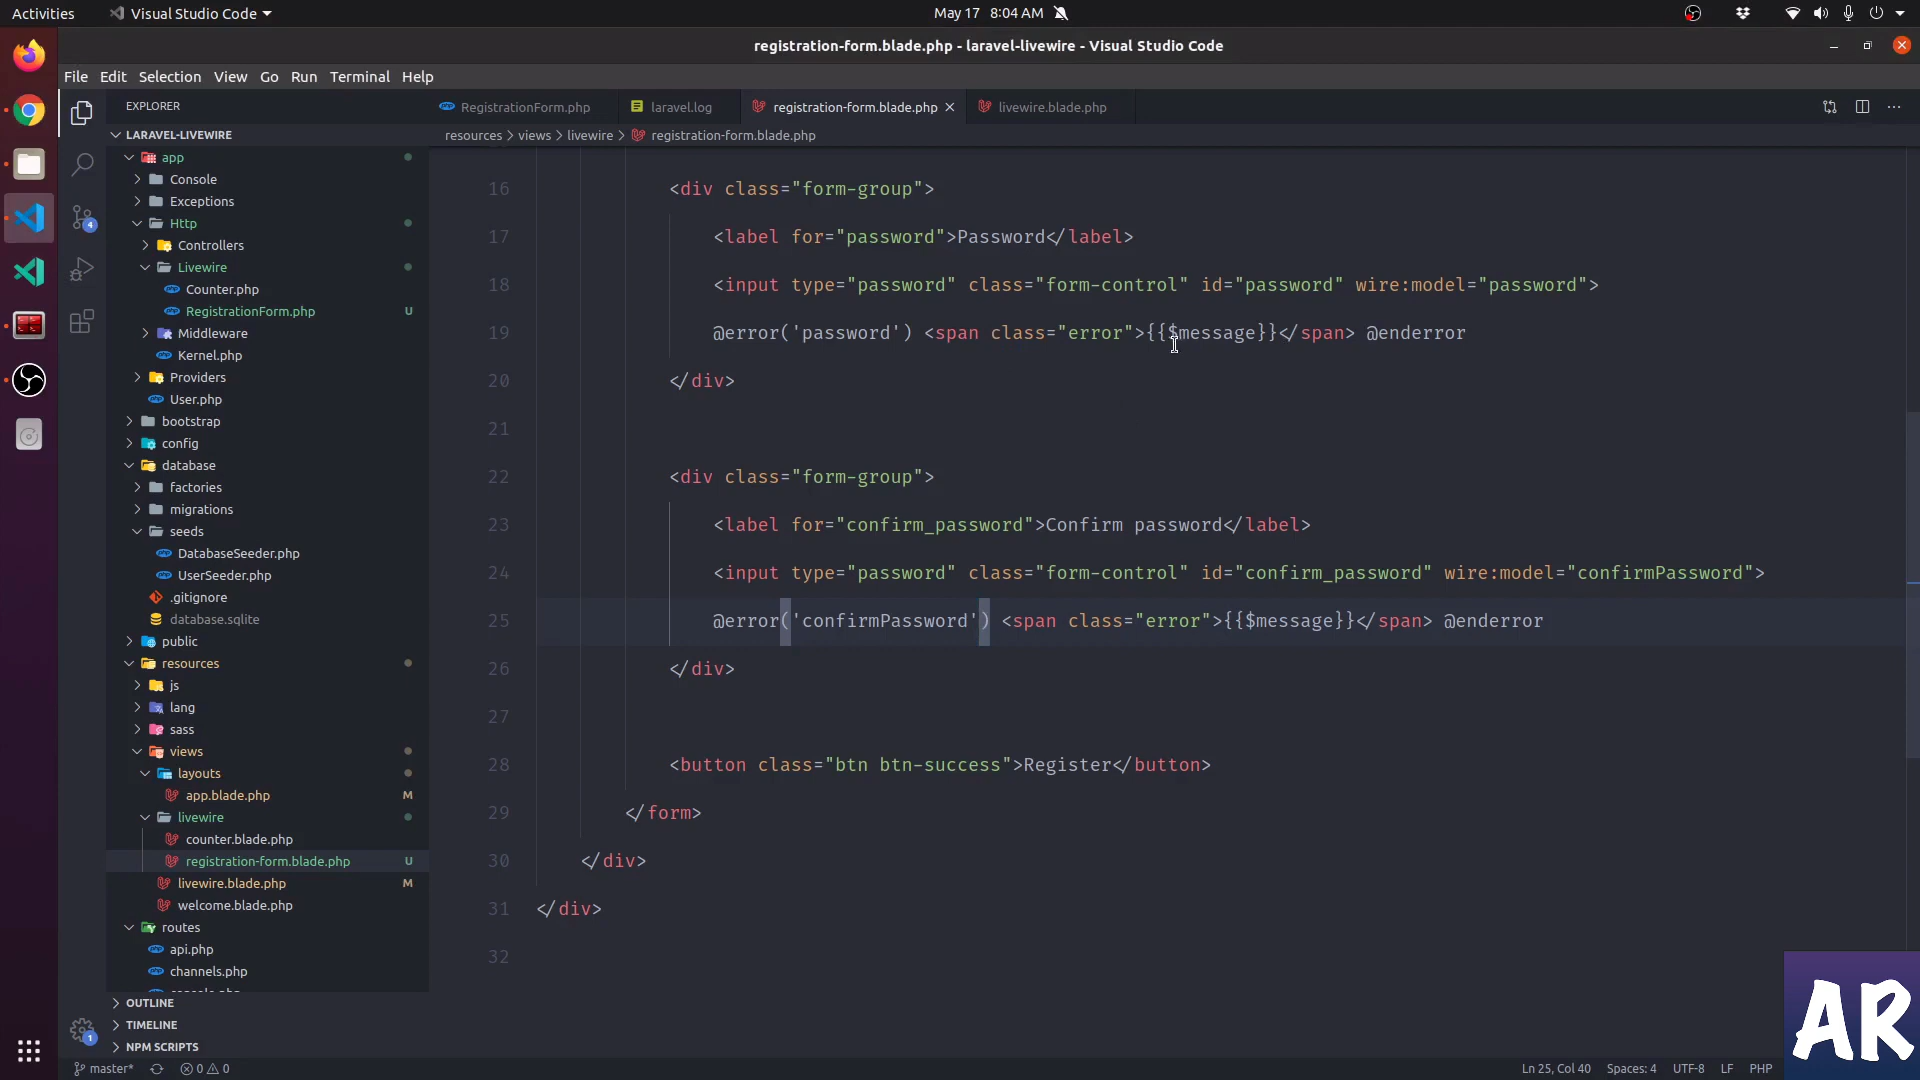 Activities
Visual Studio Code
May 17 8:04 AM
registration-form.blade.php - laravel-livewire - Visual Studio Code
File Edit Selection View Go Run Terminal Help
EXPLORER
RegistrationForm.php
laravel.log
registration-form.blade.php
livewire.blade.php
LARAVEL-LIVEWIRE
resources > views > livewire > registration-form.blade.php
app
Console
Exceptions
Http
Controllers
Livewire
Counter.php
RegistrationForm.php U
Middleware
Kernel.php
Providers
User.php
bootstrap
config
database
factories
migrations
seeds
DatabaseSeeder.php
UserSeeder.php
.gitignore
database.sqlite
public
resources
js
lang
sass
views
layouts
app.blade.php M
livewire
counter.blade.php
registration-form.blade.php U
livewire.blade.php M
welcome.blade.php
routes
api.php
channels.php
OUTLINE
TIMELINE
NPM SCRIPTS
4
1
16 <div class="form-group">
17 <label for="password">Password</label>
18 <input type="password" class="form-control" id="password" wire:model="password">
19 @error('password') <span class="error">{{$message}}</span> @enderror
20 </div>
21
22 <div class="form-group">
23 <label for="confirm_password">Confirm password</label>
24 <input type="password" class="form-control" id="confirm_password" wire:model="confirmPassword">
25 @error('confirmPassword') <span class="error">{{$message}}</span> @enderror
26 </div>
27
28 <button class="btn btn-success">Register</button>
29 </form>
30 </div>
31 </div>
32
AR
master* 0 0
Ln 25, Col 40 Spaces: 4 UTF-8 LF PHP